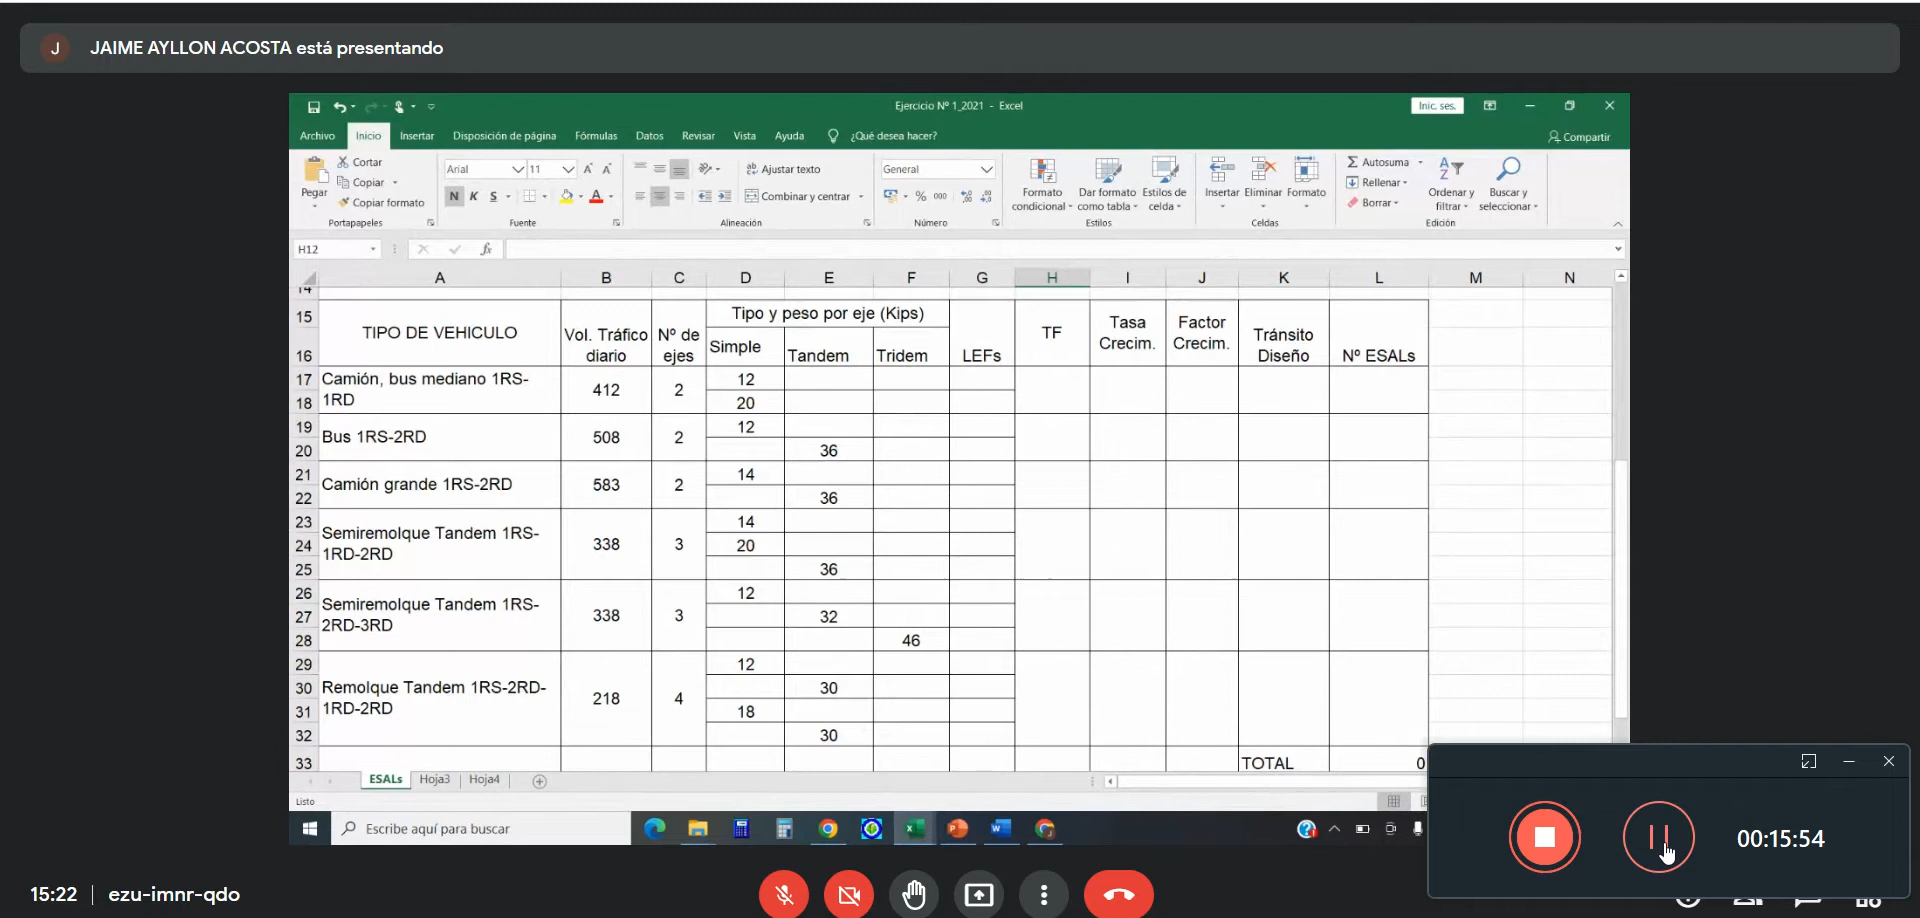 J JAIME AYLLON ACOSTA está presentando
Ejercicio Nº 1_2021 - Excel
Inic. ses.
Archivo Inicio Insertar Disposición de página Fórmulas Datos Revisar Vista Ayuda ¿Qué desea hacer? Compartir
Pegar
Cortar
Copiar
Copiar formato
Portapapeles
Arial 11
N K S
Fuente
Ajustar texto
Combinar y centrar
Alineación
General
% 000
Número
Formato condicional
Dar formato como tabla
Estilos de celda
Estilos
Insertar Eliminar Formato
Celdas
Autosuma
Rellenar
Borrar
Ordenar y filtrar
Buscar y seleccionar
Edición
H12 fx
A B C D E F G H I J K L M N
14
15 16 TIPO DE VEHICULO Vol. Tráfico diario Nº de ejes Tipo y peso por eje (Kips) Simple Tandem Tridem LEFs TF Tasa Crecim. Factor Crecim. Tránsito Diseño Nº ESALs
17 Camión, bus mediano 1RS-1RD 412 2 12
18 20
19 Bus 1RS-2RD 508 2 12
20 36
21 Camión grande 1RS-2RD 583 2 14
22 36
23 Semiremolque Tandem 1RS-1RD-2RD 338 3 14
24 20
25 36
26 Semiremolque Tandem 1RS-2RD-3RD 338 3 12
27 32
28 46
29 Remolque Tandem 1RS-2RD-1RD-2RD 218 4 12
30 30
31 18
32 30
33 TOTAL 0
ESALs Hoja3 Hoja4
Listo
Escribe aquí para buscar
00:15:54
15:22 | ezu-imnr-qdo